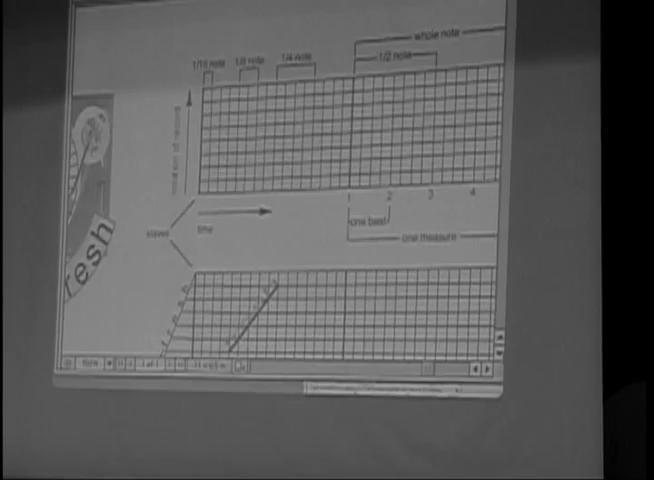 whole note
1/16 note 1/8 note 1/4 note 1/2 note
1 2 3 4
one beat
staves time
one measure
resh